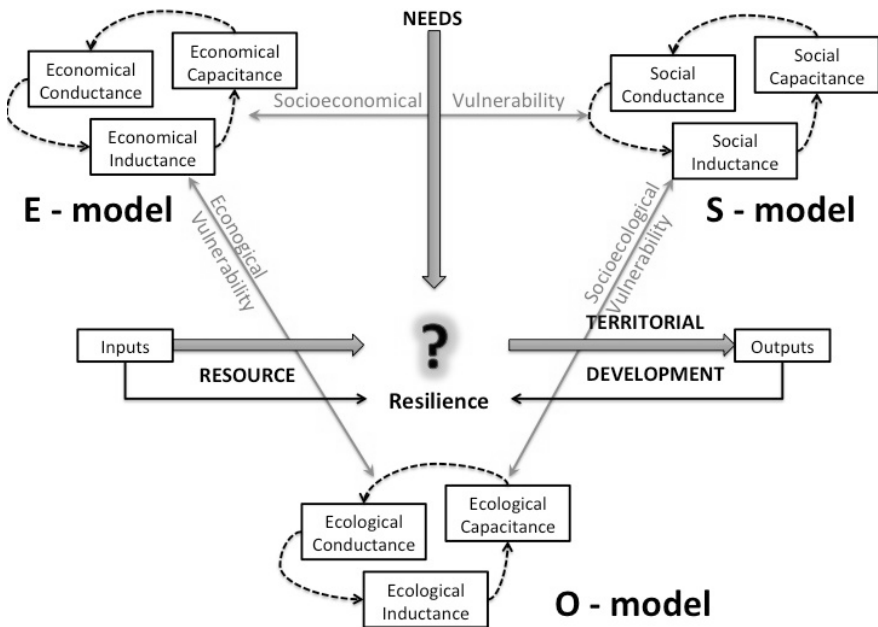 NEEDS
Economical
Conductance
Economical
Capacitance
Economical
Inductance
E - model
Socioeconomical Vulnerability
Social
Conductance
Social
Capacitance
Social
Inductance
S - model
Econogical
Vulnerability
Socioecological
Vulnerability
Inputs
RESOURCE
?
Resilience
TERRITORIAL
DEVELOPMENT
Outputs
Ecological
Conductance
Ecological
Capacitance
Ecological
Inductance
O - model